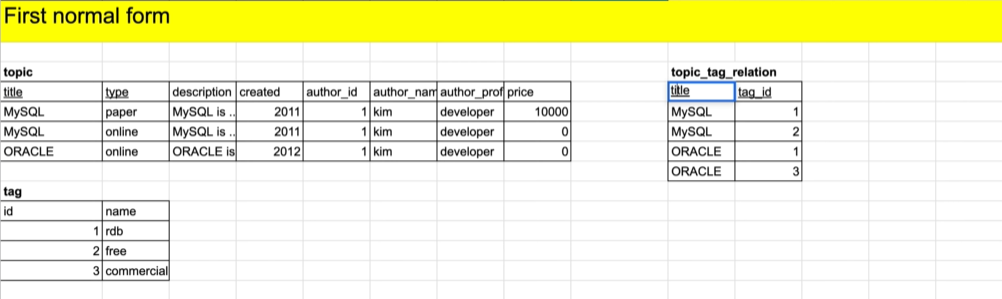 First normal form
topic topic_tag_relation
title type description created author_id author_nam author_prof price title tag_id
MySQL paper MySQL is .. 2011 1 kim developer 10000 MySQL 1
MySQL online MySQL is .. 2011 1 kim developer 0 MySQL 2
ORACLE online ORACLE is 2012 1 kim developer 0 ORACLE 1
ORACLE 3
tag
id name
1 rdb
2 free
3 commercial